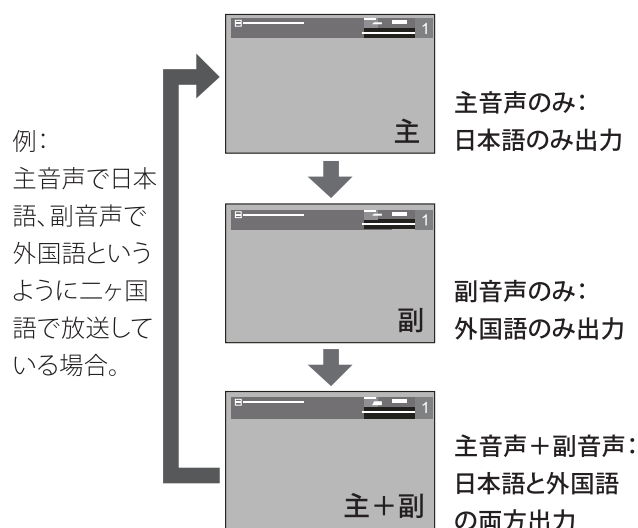 例：
主音声で日本
語、副音声で
外国語という
ように二ヶ国
語で放送して
いる場合。
1
主
主音声のみ：
日本語のみ出力
1
副
副音声のみ：
外国語のみ出力
1
主＋副
主音声＋副音声：
日本語と外国語
の両方出力